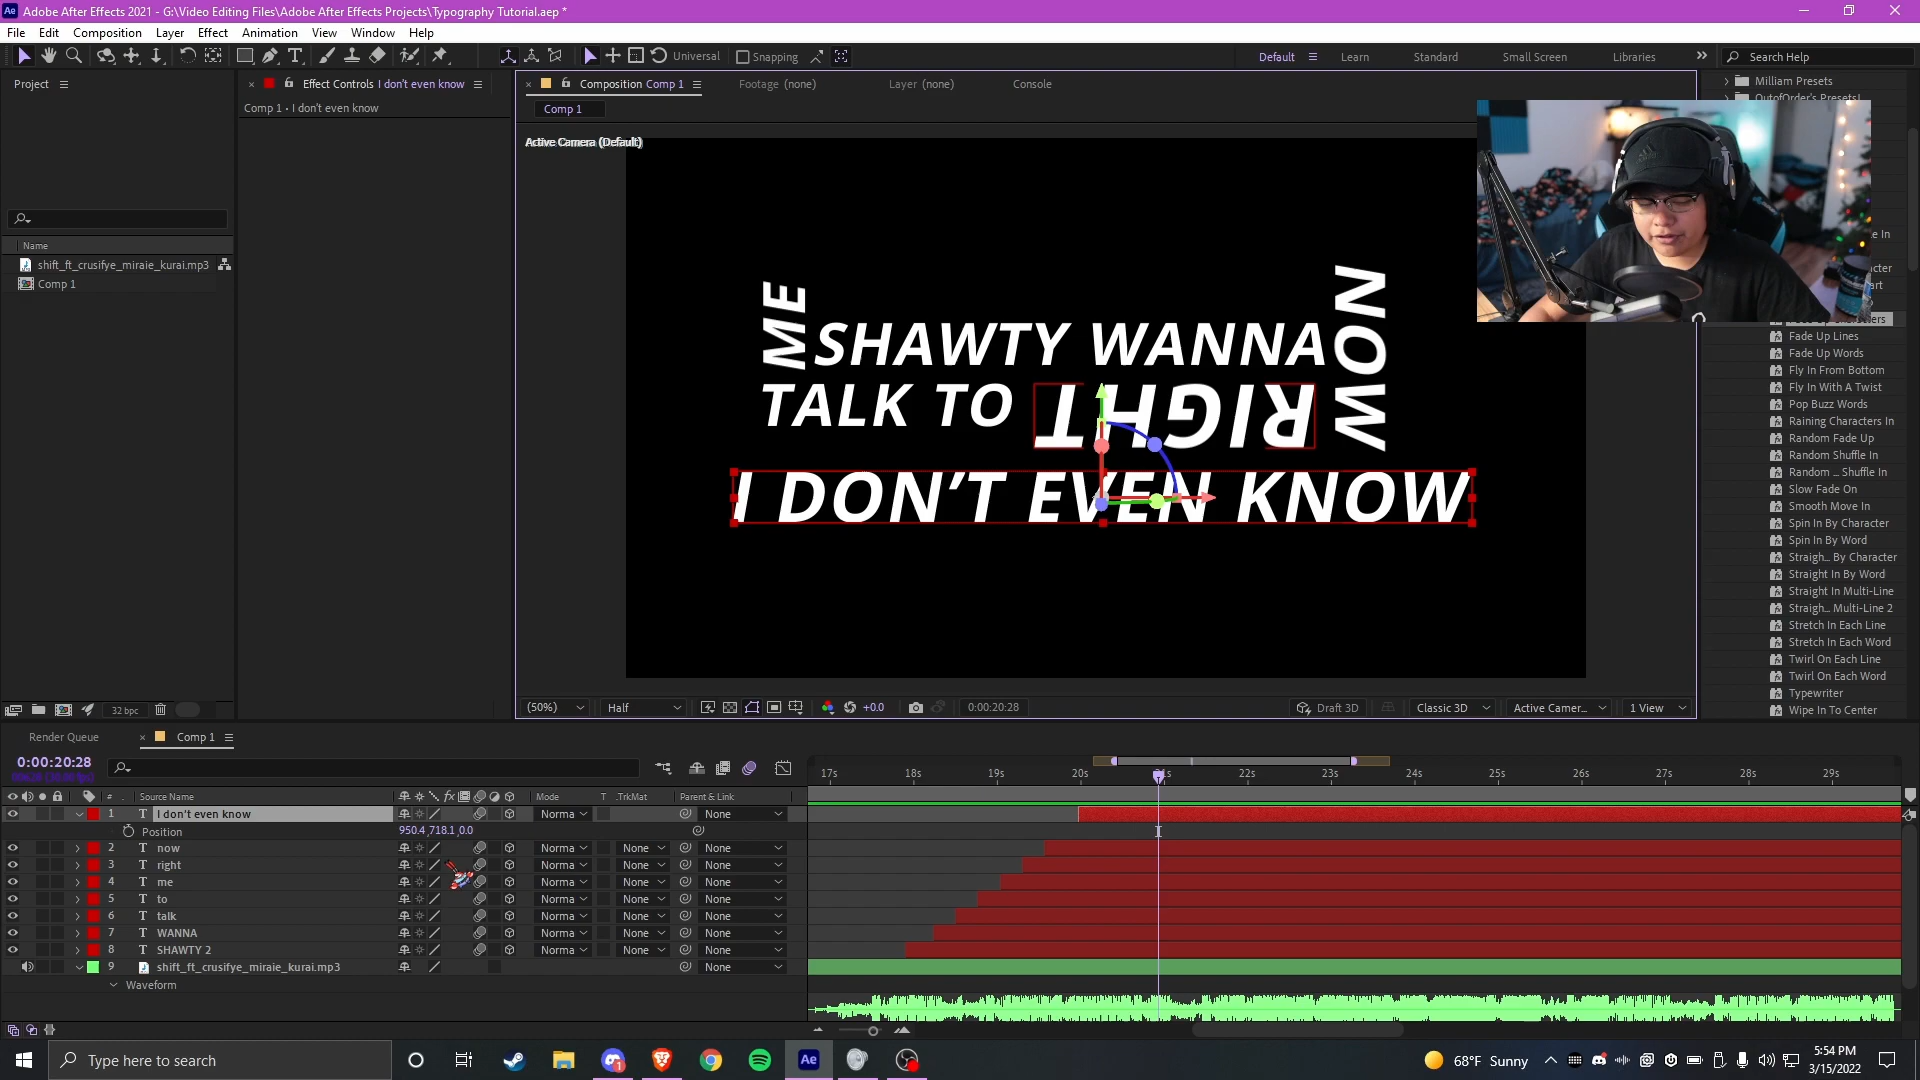 Adobe After Effects 2021 - G:\Video Editing Files\Adobe After Effects Projects\Typography Tutorial.aep *
File Edit Composition Layer Effect Animation View Window Help
Universal Snapping Default Learn Standard Small Screen Libraries Search Help
Project
Effect Controls I don't even know
Comp 1 • I don't even know
Composition Comp 1
Footage (none)
Layer (none)
Console
Comp 1
Active Camera (Default)
Name
shift_ft_crusifye_miraie_kurai.mp3
Comp 1
32 bpc
ME
SHAWTY WANNA
NOW
TALK TO
RIGHT
I DON'T EVEN KNOW
(50%) Half +0.0 0:00:20:28 Draft 3D Classic 3D Active Camer... 1 View
Milliam Presets
OutofOrder's Presets!
Fade Up Lines
Fade Up Words
Fly In From Bottom
Fly In With A Twist
Pop Buzz Words
Raining Characters In
Random Fade Up
Random Shuffle In
Random ... Shuffle In
Slow Fade On
Smooth Move In
Spin In By Character
Spin In By Word
Straigh... By Character
Straight In By Word
Straight In Multi-Line
Straigh... Multi-Line 2
Stretch In Each Line
Stretch In Each Word
Twirl On Each Line
Twirl On Each Word
Typewriter
Wipe In To Center
Render Queue
Comp 1
0:00:20:28
# Source Name Mode T .TrkMat Parent & Link
17s 18s 19s 20s 21s 22s 23s 24s 25s 26s 27s 28s 29s
1 T I don't even know Norma None
Position 950.4,718.1,0.0
2 T now Norma None None
3 T right Norma None None
4 T me Norma None None
5 T to Norma None None
6 T talk Norma None None
7 T WANNA Norma None None
8 T SHAWTY 2 Norma None None
9 shift_ft_crusifye_miraie_kurai.mp3 None
Waveform
Type here to search
68°F Sunny
5:54 PM
3/15/2022